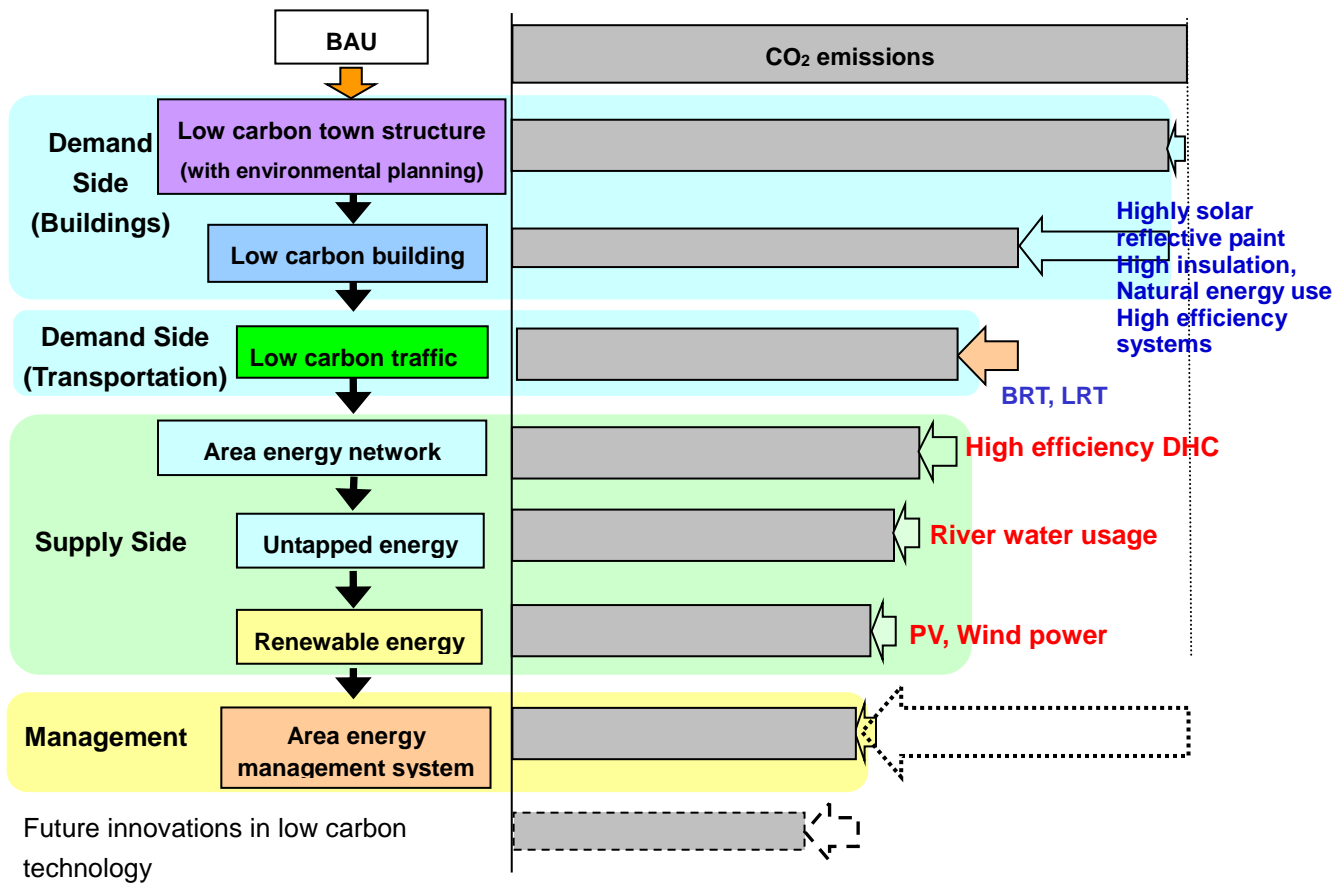 BAU
CO₂ emissions
Demand
Side
(Buildings)
Low carbon town structure
(with environmental planning)
Low carbon building
Highly solar
reflective paint
High insulation,
Natural energy use
High efficiency
systems
Demand Side
(Transportation)
Low carbon traffic
BRT, LRT
Supply Side
Area energy network
High efficiency DHC
Untapped energy
River water usage
Renewable energy
PV, Wind power
Management
Area energy
management system
Future innovations in low carbon
technology